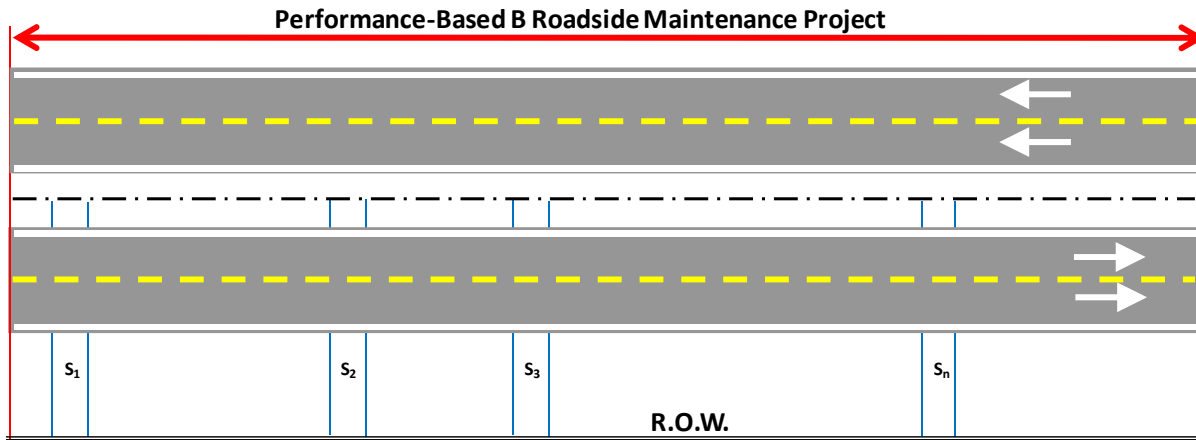 Performance-Based B Roadside Maintenance Project
S₁ S₂ S₃ Sₙ
R.O.W.